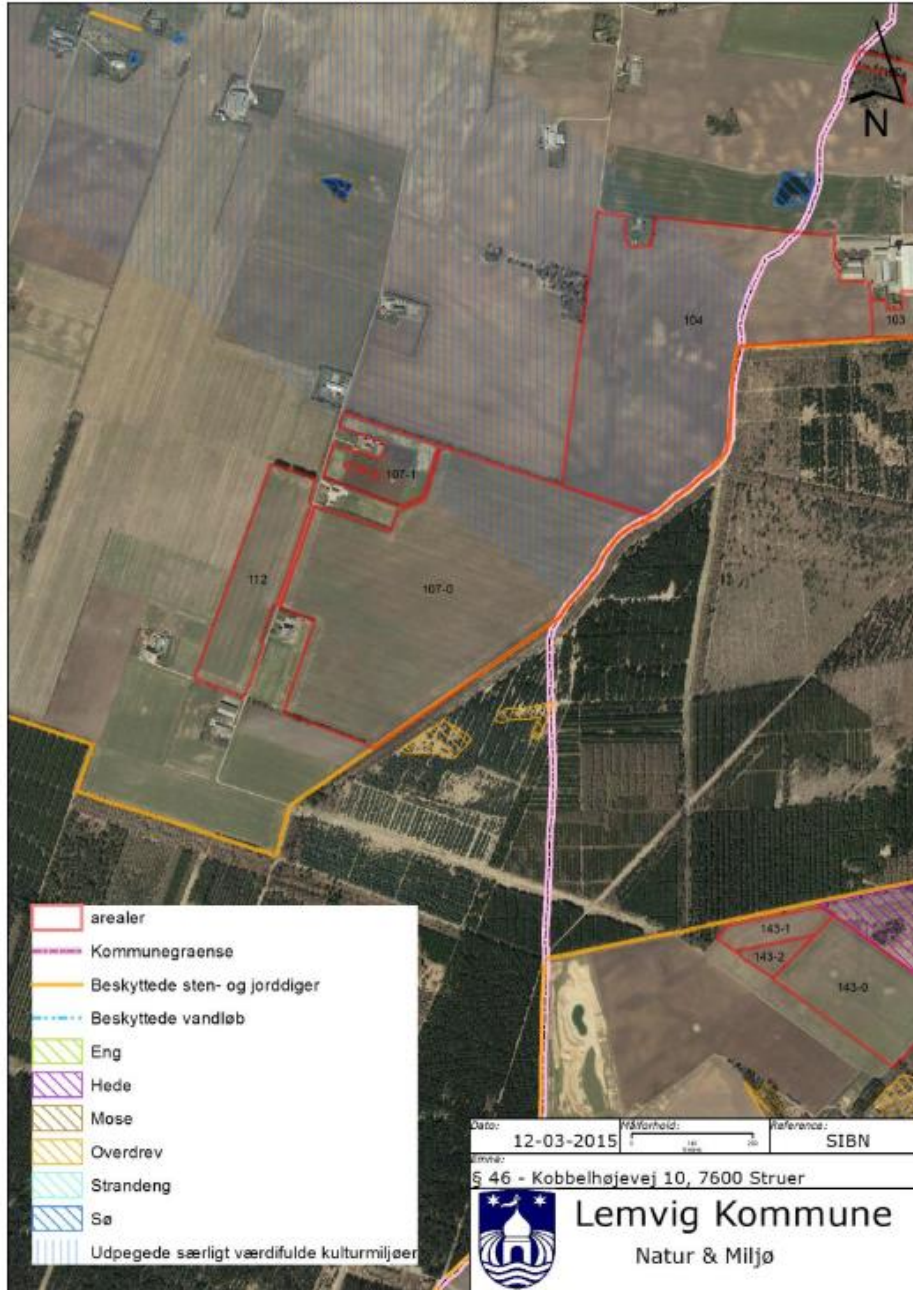 N
104
103
107-1
112
107-0
143-1
143-2
143-0
arealer
Kommunegraense
Beskyttede sten- og jorddiger
Beskyttede vandløb
Eng
Hede
Mose
Overdrev
Strandeng
Sø
Udpegede særligt værdifulde kulturmiljøer
Dato:
12-03-2015
Målforhold:
Reference:
SIBN
Emne:
§ 46 - Kobbelhøjevej 10, 7600 Struer
Lemvig Kommune
Natur & Miljø